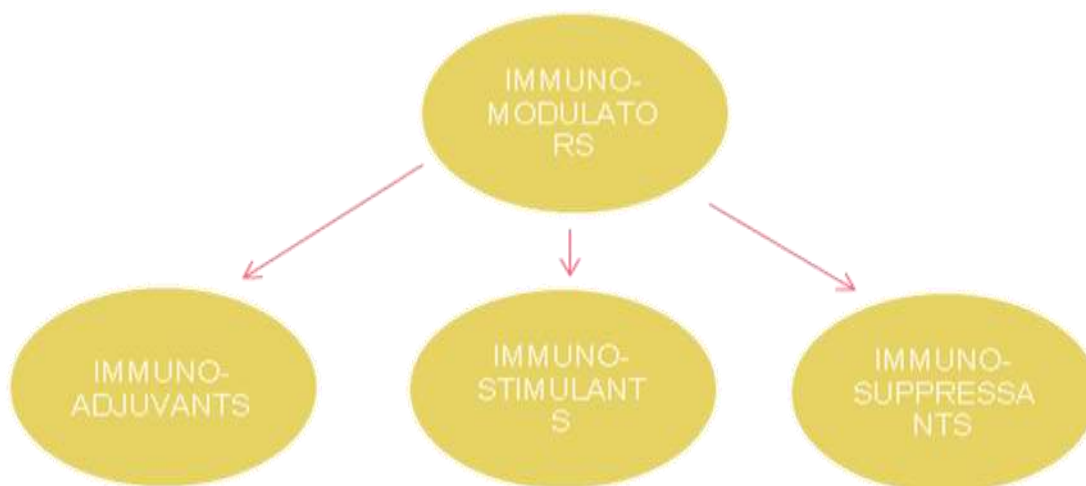 IMMUNO-
MODULATO
RS
IMMUNO-
ADJUVANTS
IMMUNO-
STIMULANT
S
IMMUNO-
SUPPRESSA
NTS